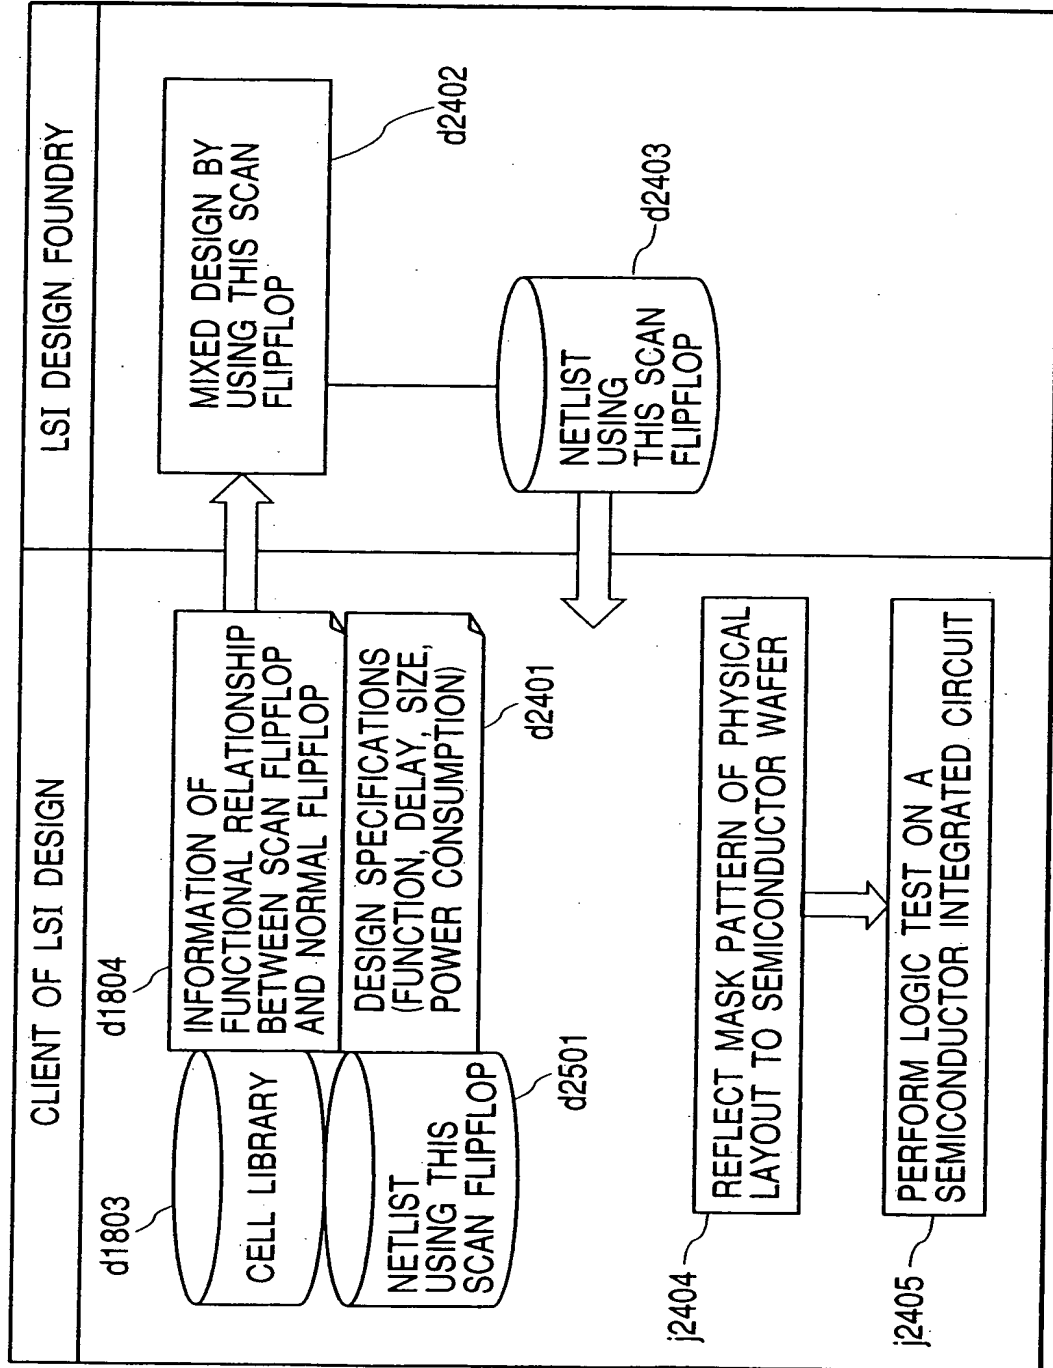 CLIENT OF LSI DESIGN
LSI DESIGN FOUNDRY
d1803
CELL LIBRARY
d1804
INFORMATION OF
FUNCTIONAL RELATIONSHIP
BETWEEN SCAN FLIPFLOP
AND NORMAL FLIPFLOP
NETLIST
USING THIS
SCAN FLIPFLOP
d2501
DESIGN SPECIFICATIONS
(FUNCTION, DELAY, SIZE,
POWER CONSUMPTION)
d2401
MIXED DESIGN BY
USING THIS SCAN
FLIPFLOP
d2402
NETLIST
USING
THIS SCAN
FLIPFLOP
d2403
j2404
REFLECT MASK PATTERN OF PHYSICAL
LAYOUT TO SEMICONDUCTOR WAFER
j2405
PERFORM LOGIC TEST ON A
SEMICONDUCTOR INTEGRATED CIRCUIT